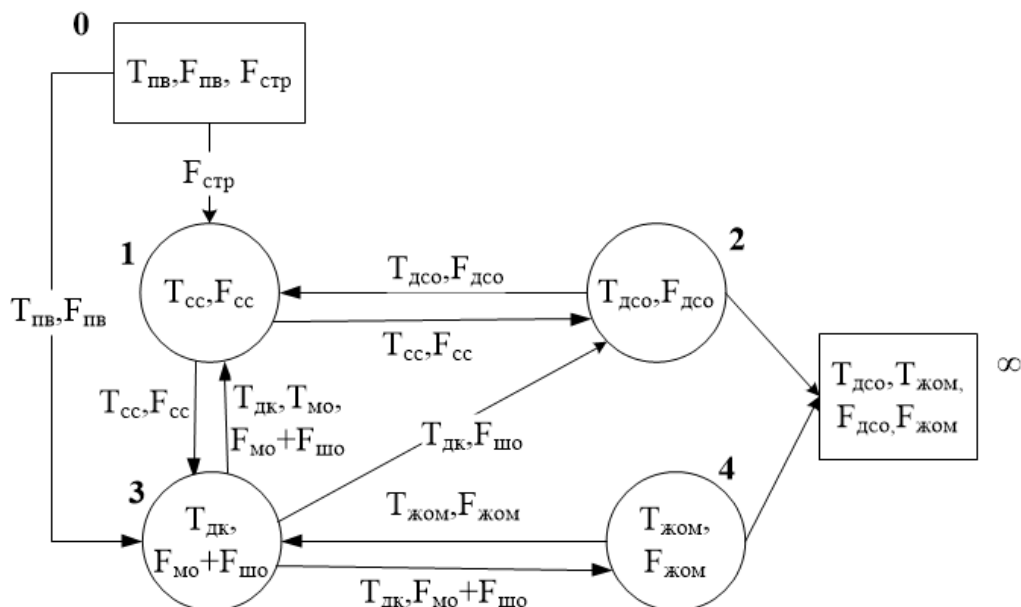 0
Tпв,Fпв, Fстр
Fстр
1
2
Tсс,Fсс
Tдсо,Fдсо
Tдсо,Fдсо
Tпв,Fпв
Tсс,Fсс
Tдсо,Tжом,
Fдсо,Fжом
∞
Tсс,Fсс
Tдк,Tмо,
Fмо+Fшо
Tдк,Fшо
3
4
Tдк,
Fмо+Fшо
Tжом,Fжом
Tжом,
Fжом
Tдк,Fмо+Fшо